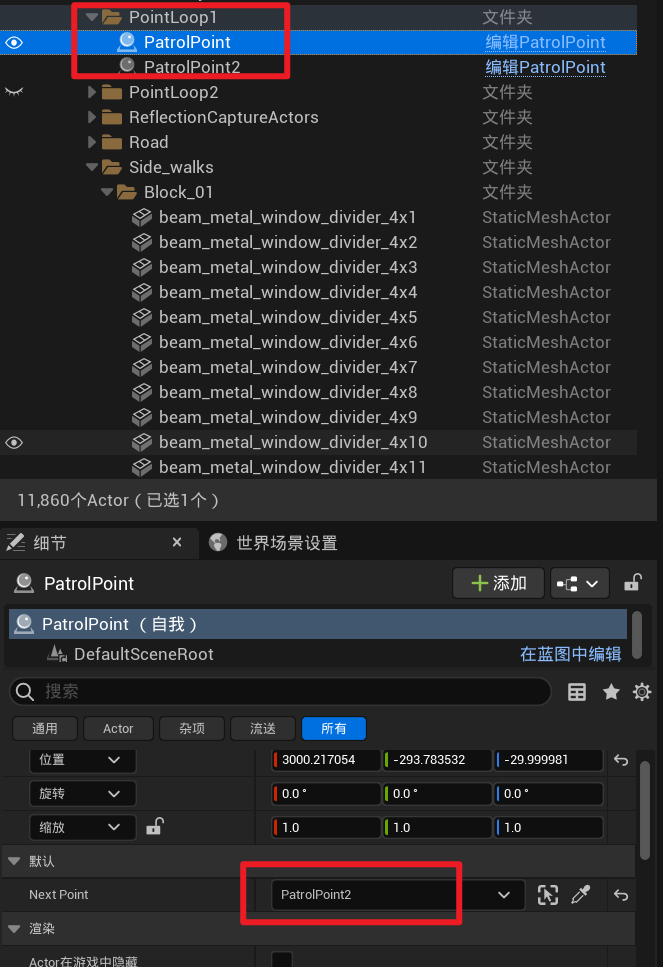 PointLoop1 文件夹
PatrolPoint 编辑PatrolPoint
PatrolPoint2 编辑PatrolPoint
PointLoop2 文件夹
ReflectionCaptureActors 文件夹
Road 文件夹
Side_walks 文件夹
Block_01 文件夹
beam_metal_window_divider_4x1 StaticMeshActor
beam_metal_window_divider_4x2 StaticMeshActor
beam_metal_window_divider_4x3 StaticMeshActor
beam_metal_window_divider_4x4 StaticMeshActor
beam_metal_window_divider_4x5 StaticMeshActor
beam_metal_window_divider_4x6 StaticMeshActor
beam_metal_window_divider_4x7 StaticMeshActor
beam_metal_window_divider_4x8 StaticMeshActor
beam_metal_window_divider_4x9 StaticMeshActor
beam_metal_window_divider_4x10 StaticMeshActor
beam_metal_window_divider_4x11 StaticMeshActor
11,860个Actor（已选1个）
细节 × 世界场景设置
PatrolPoint 添加
PatrolPoint （自我）
DefaultSceneRoot 在蓝图中编辑
搜索
通用 Actor 杂项 流送 所有
位置 3000.217054 -293.783532 -29.999981
旋转 0.0 ° 0.0 ° 0.0 °
缩放 1.0 1.0 1.0
默认
Next Point PatrolPoint2
渲染
Actor在游戏中隐藏